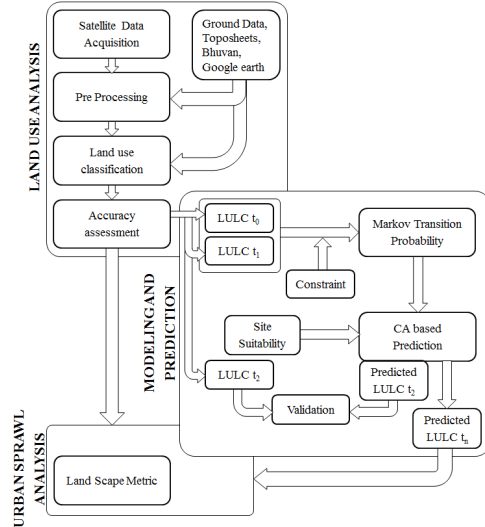 LAND USE ANALYSIS
Satellite Data
Acquisition
Ground Data,
Toposheets,
Bhuvan,
Google earth
Pre Processing
Land use
classification
Accuracy
assessment
MODELINGAND
PREDICTION
LULC t0
LULC t1
Markov Transition
Probability
Constraint
Site
Suitability
CA based
Prediction
LULC t2
Predicted
LULC t2
Validation
Predicted
LULC tn
URBAN SPRAWL
ANALYSIS
Land Scape Metric